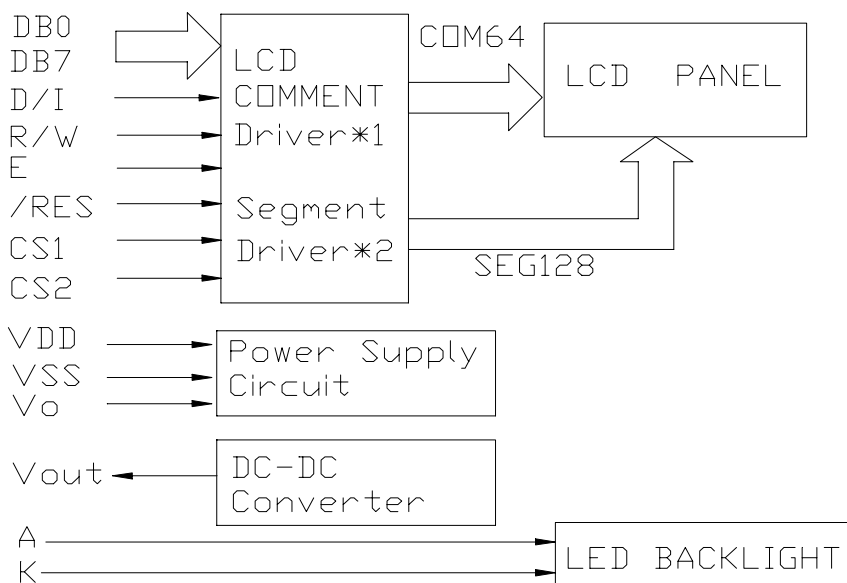 DB0
DB7
D/I
R/W
E
/RES
CS1
CS2
LCD
COMMENT
Driver*1
Segment
Driver*2
COM64
LCD PANEL
SEG128
VDD
VSS
Vo
Power Supply
Circuit
Vout
DC-DC
Converter
A
K
LED BACKLIGHT